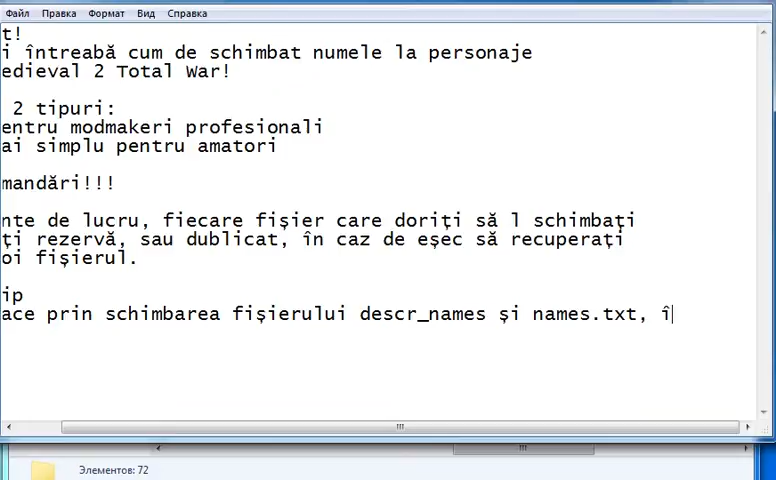 Файл Правка Формат Вид Справка
t!
i întreabă cum de schimbat numele la personaje
edieval 2 Total War!
2 tipuri:
entru modmakeri profesionali
ai simplu pentru amatori
mandări!!!
nte de lucru, fiecare fişier care doriţi să l schimbaţi
ţi rezervă, sau dublicat, în caz de eşec să recuperaţi
oi fişierul.
ip
ace prin schimbarea fişierului descr_names şi names.txt, î
Элементов: 72